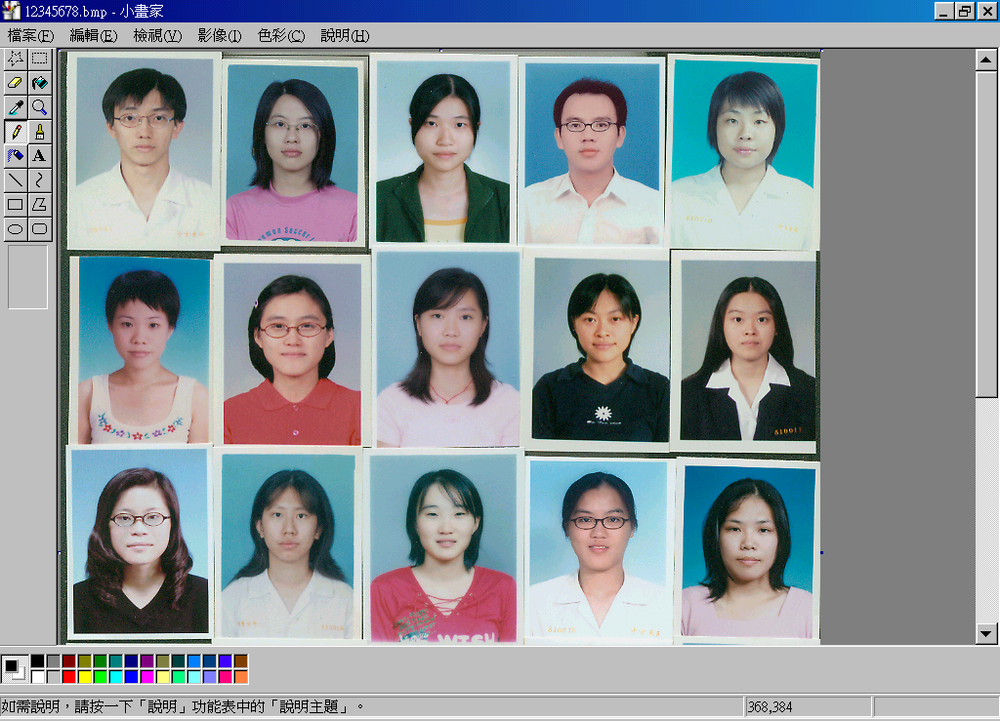 12345678.bmp - 小畫家
檔案(F) 編輯(E) 檢視(V) 影像(I) 色彩(C) 說明(H)
A
810011
WISH
如需說明，請按一下「說明」功能表中的「說明主題」。
368,384